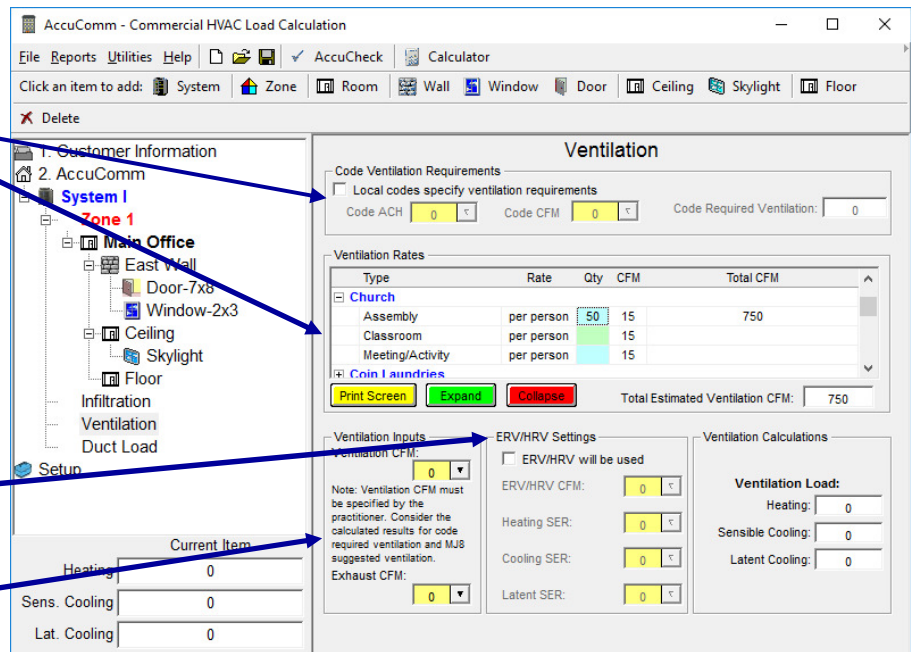 AccuComm - Commercial HVAC Load Calculation
File Reports Utilities Help AccuCheck Calculator
Click an item to add: System Zone Room Wall Window Door Ceiling Skylight Floor
Delete
1. Customer Information
2. AccuComm
System I
Zone 1
Main Office
East Wall
Door-7x8
Window-2x3
Ceiling
Skylight
Floor
Infiltration
Ventilation
Duct Load
Setup
Current Item
Heating 0
Sens. Cooling 0
Lat. Cooling 0
Ventilation
Code Ventilation Requirements
Local codes specify ventilation requirements
Code ACH 0 Code CFM 0 Code Required Ventilation: 0
Ventilation Rates
Type Rate Qty CFM Total CFM
Church
Assembly per person 50 15 750
Classroom per person 15
Meeting/Activity per person 15
Coin Laundries
Print Screen Expand Collapse Total Estimated Ventilation CFM: 750
Ventilation Inputs
Ventilation CFM:
0
Note: Ventilation CFM must
be specified by the
practitioner. Consider the
calculated results for code
required ventilation and MJ8
suggested ventilation.
Exhaust CFM:
0
ERV/HRV Settings
ERV/HRV will be used
ERV/HRV CFM: 0
Heating SER: 0
Cooling SER: 0
Latent SER: 0
Ventilation Calculations
Ventilation Load:
Heating: 0
Sensible Cooling: 0
Latent Cooling: 0